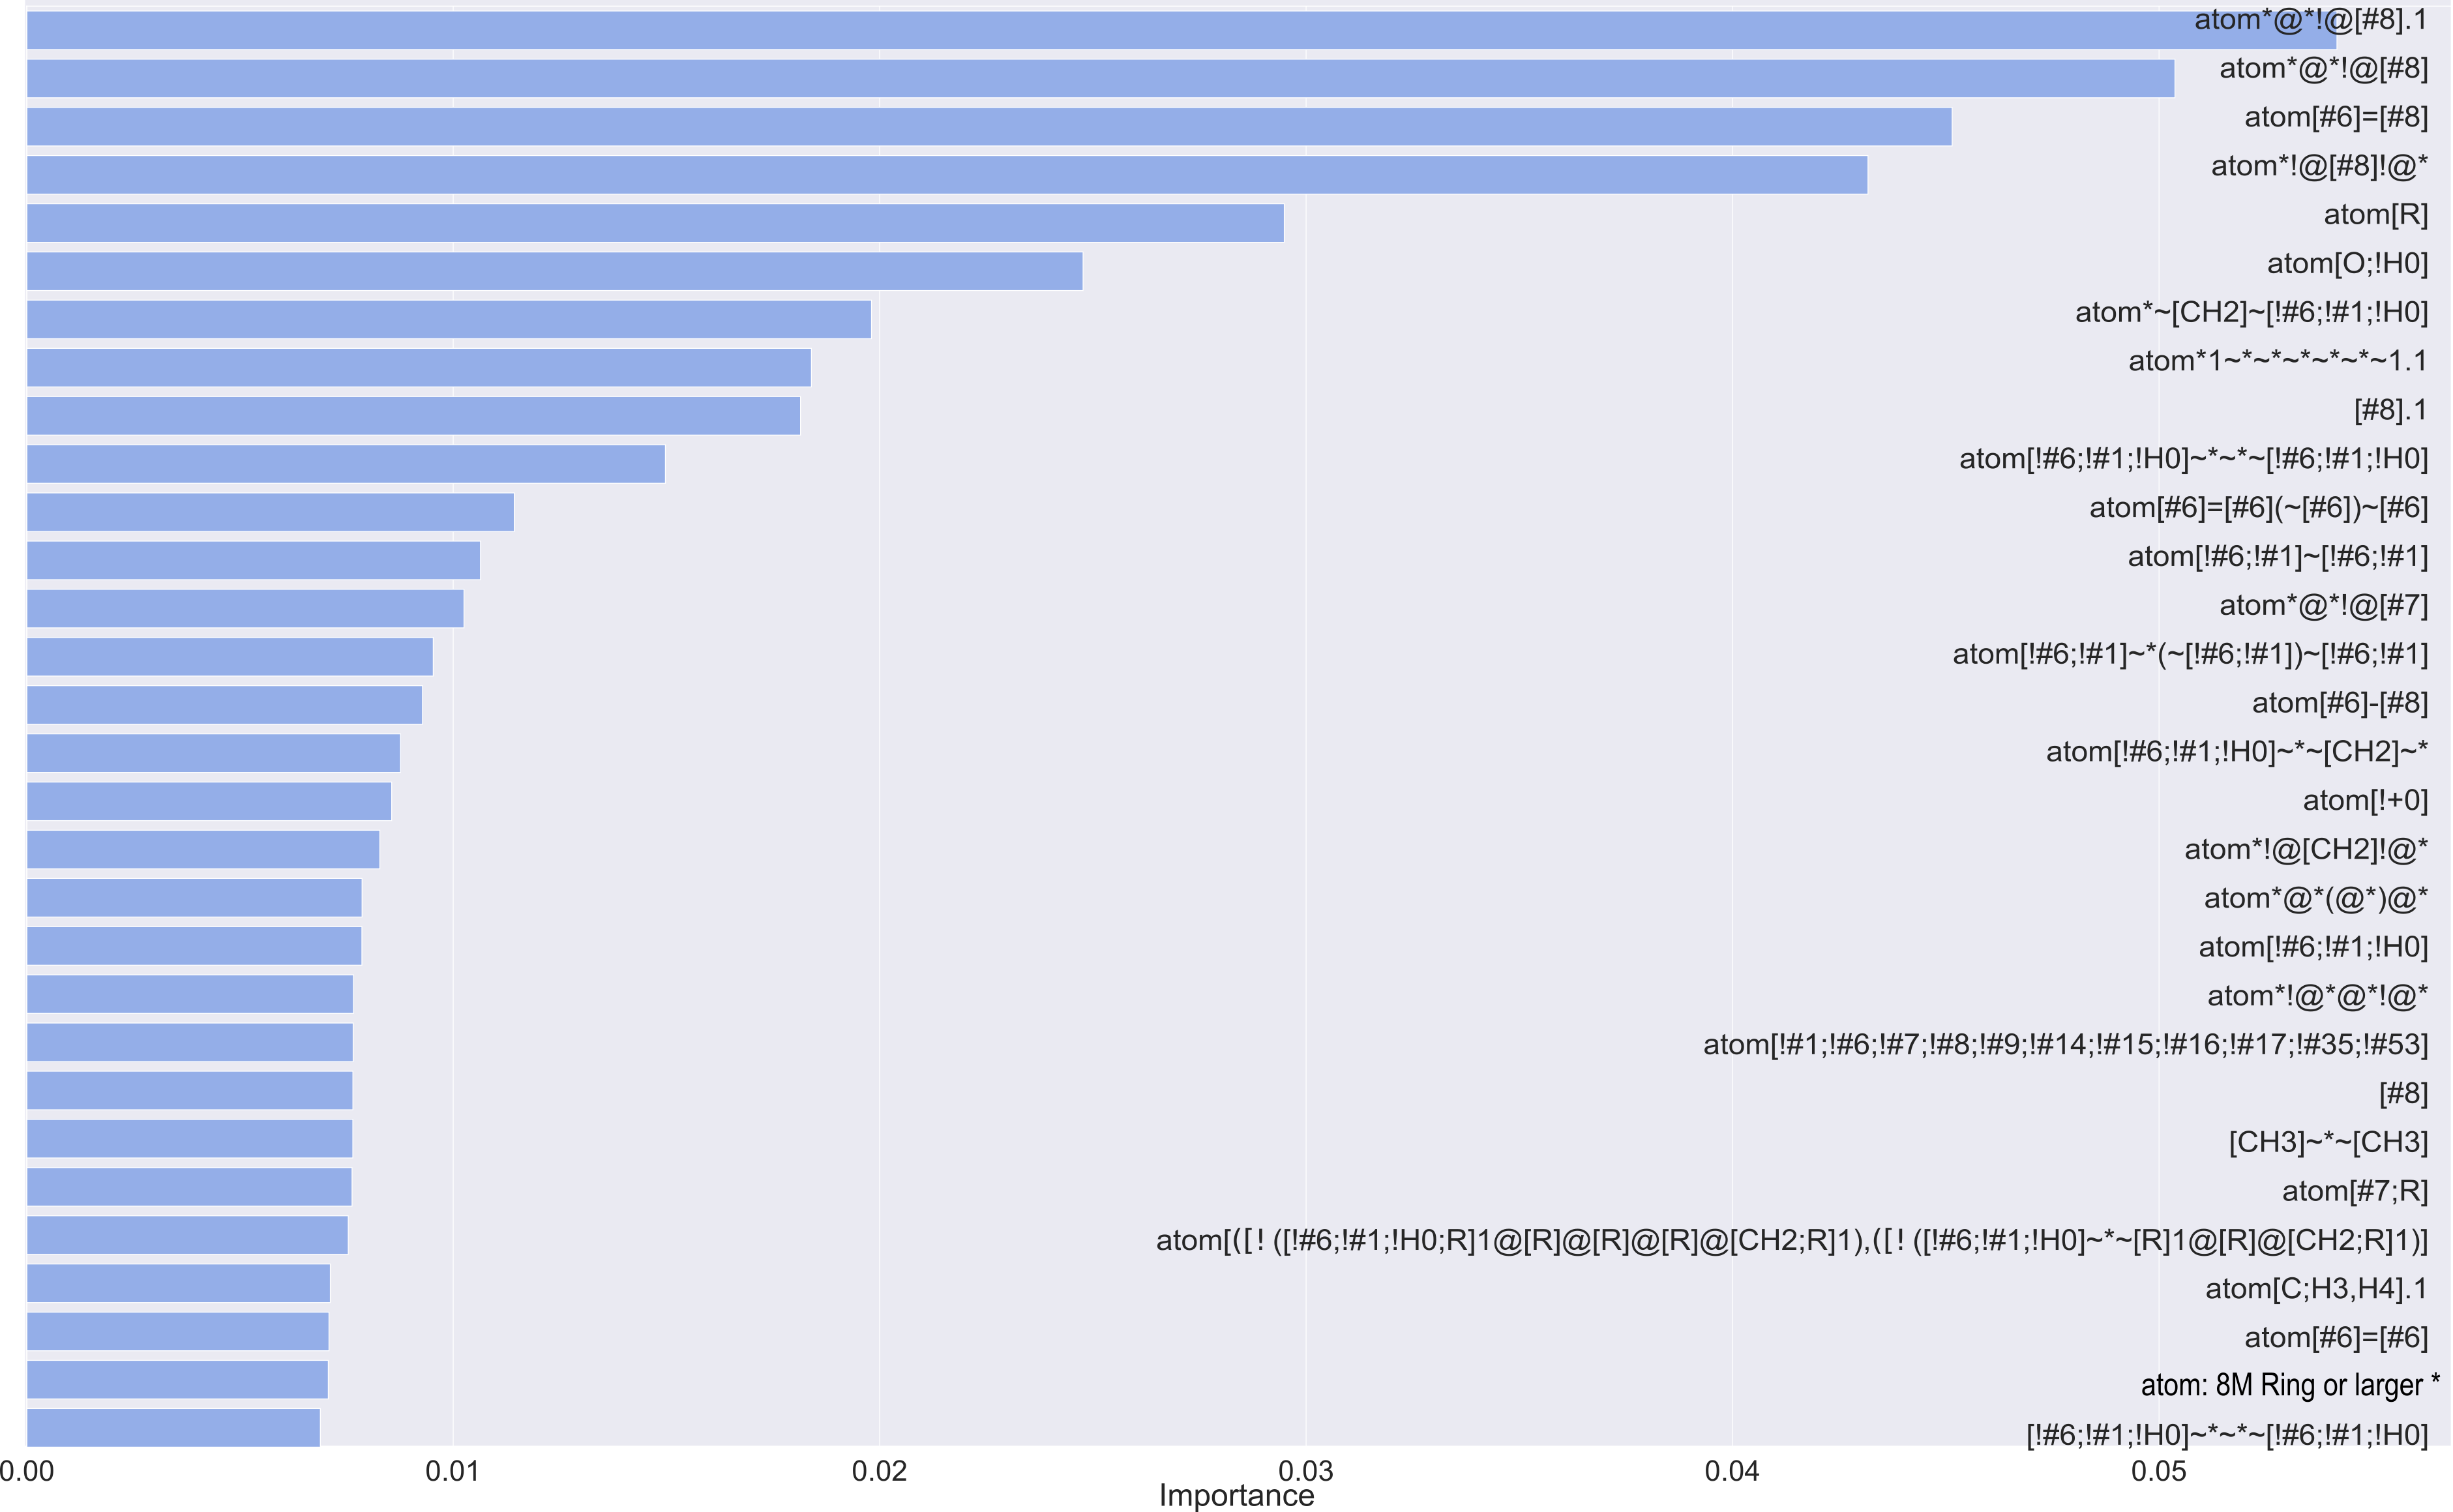 atom*@*!@[#8].1
atom*@*!@[#8]
atom[#6]=[#8]
atom*!@[#8]!@*
atom[R]
atom[O;!H0]
atom*~[CH2]~[!#6;!#1;!H0]
atom*1~*~*~*~*~*~1.1
[#8].1
atom[!#6;!#1;!H0]~*~*~[!#6;!#1;!H0]
atom[#6]=[#6](~[#6])~[#6]
atom[!#6;!#1]~[!#6;!#1]
atom*@*!@[#7]
atom[!#6;!#1]~*(~[!#6;!#1])~[!#6;!#1]
atom[#6]-[#8]
atom[!#6;!#1;!H0]~*~[CH2]~*
atom[!+0]
atom*!@[CH2]!@*
atom*@*(@*)@*
atom[!#6;!#1;!H0]
atom*!@*@*!@*
atom[!#1;!#6;!#7;!#8;!#9;!#14;!#15;!#16;!#17;!#35;!#53]
[#8]
[CH3]~*~[CH3]
atom[#7;R]
atom[([!([!#6;!#1;!H0;R]1@[R]@[R]@[R]@[CH2;R]1),([!([!#6;!#1;!H0]~*~[R]1@[R]@[CH2;R]1)]
atom[C;H3,H4].1
atom[#6]=[#6]
atom: 8M Ring or larger *
[!#6;!#1;!H0]~*~*~[!#6;!#1;!H0]
0.00 0.01 0.02 0.03 0.04 0.05
Importance